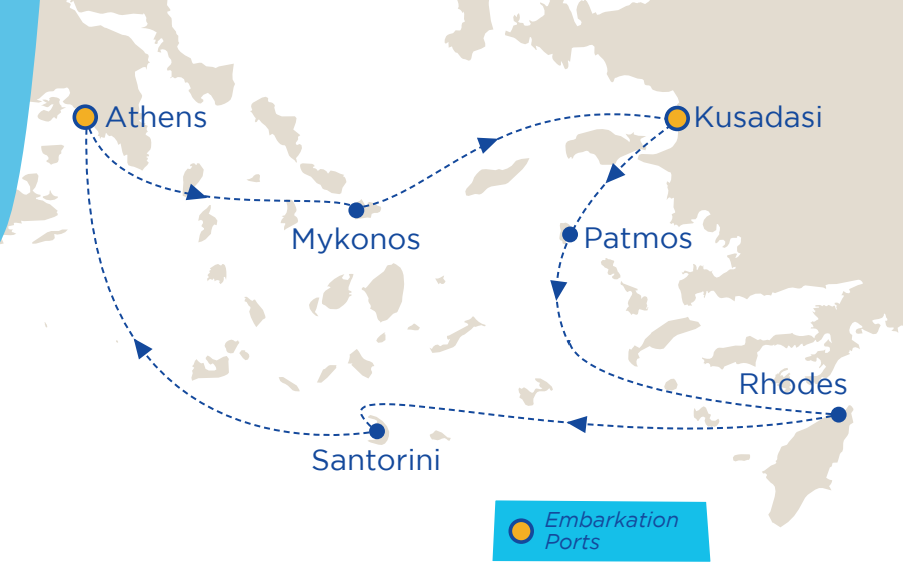 Athens
Kusadasi
Mykonos
Patmos
Rhodes
Santorini
Embarkation
Ports